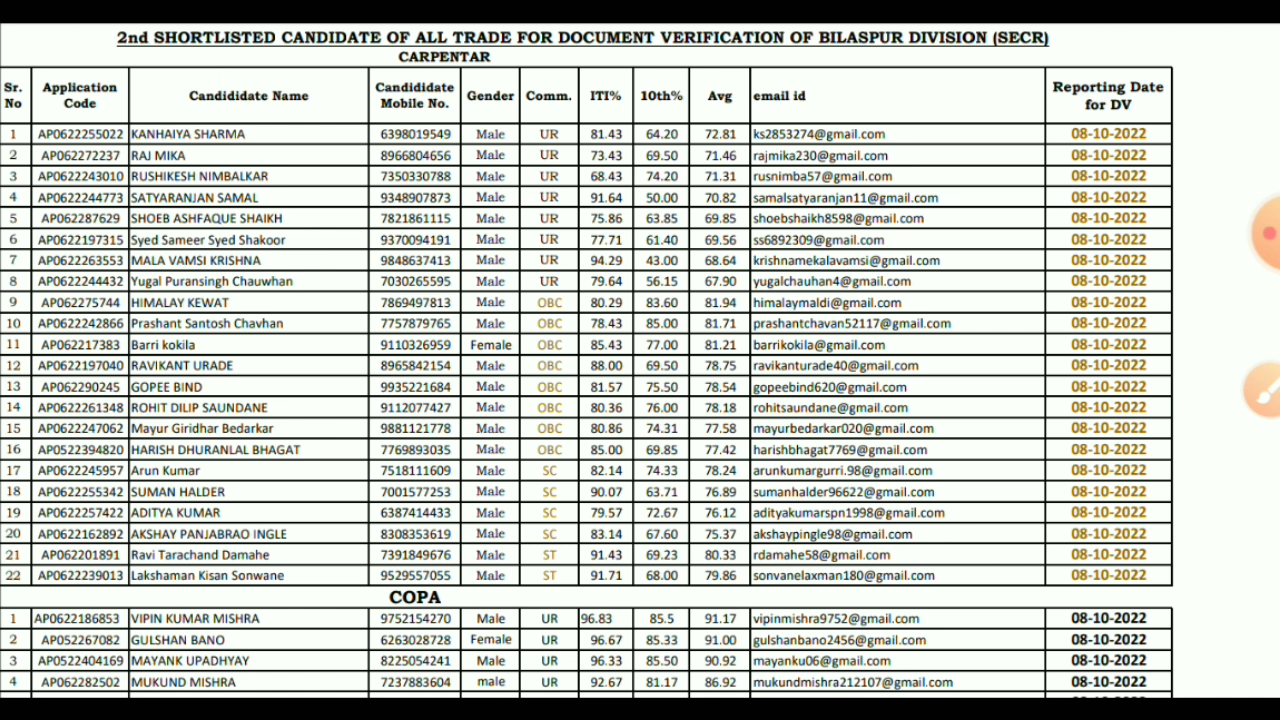 2nd SHORTLISTED CANDIDATE OF ALL TRADE FOR DOCUMENT VERIFICATION OF BILASPUR DIVISION (SECR)
CARPENTAR
Sr. No Application Code Candididate Name Candididate Mobile No. Gender Comm. ITI% 10th% Avg email id Reporting Date for DV
1 AP0622255022 KANHAIYA SHARMA 6398019549 Male UR 81.43 64.20 72.81 ks2853274@gmail.com 08-10-2022
2 AP062272237 RAJ MIKA 8966804656 Male UR 73.43 69.50 71.46 rajmika230@gmail.com 08-10-2022
3 AP0622243010 RUSHIKESH NIMBALKAR 7350330788 Male UR 68.43 74.20 71.31 rusnimba57@gmail.com 08-10-2022
4 AP0622244773 SATYARANJAN SAMAL 9348907873 Male UR 91.64 50.00 70.82 samalsatyaranjan11@gmail.com 08-10-2022
5 AP062287629 SHOEB ASHFAQUE SHAIKH 7821861115 Male UR 75.86 63.85 69.85 shoebshaikh8598@gmail.com 08-10-2022
6 AP0622197315 Syed Sameer Syed Shakoor 9370094191 Male UR 77.71 61.40 69.56 ss6892309@gmail.com 08-10-2022
7 AP0622263553 MALA VAMSI KRISHNA 9848637413 Male UR 94.29 43.00 68.64 krishnamekalavamsi@gmail.com 08-10-2022
8 AP0622244432 Yugal Puransingh Chauwhan 7030265595 Male UR 79.64 56.15 67.90 yugalchauhan4@gmail.com 08-10-2022
9 AP062275744 HIMALAY KEWAT 7869497813 Male OBC 80.29 83.60 81.94 himalaymaldi@gmail.com 08-10-2022
10 AP0622242866 Prashant Santosh Chavhan 7757879765 Male OBC 78.43 85.00 81.71 prashantchavan52117@gmail.com 08-10-2022
11 AP062217383 Barri kokila 9110326959 Female OBC 85.43 77.00 81.21 barrikokila@gmail.com 08-10-2022
12 AP0622197040 RAVIKANT URADE 8965842154 Male OBC 88.00 69.50 78.75 ravikanturade40@gmail.com 08-10-2022
13 AP062290245 GOPEE BIND 9935221684 Male OBC 81.57 75.50 78.54 gopeebind620@gmail.com 08-10-2022
14 AP0622261348 ROHIT DILIP SAUNDANE 9112077427 Male OBC 80.36 76.00 78.18 rohitsaundane@gmail.com 08-10-2022
15 AP0622247062 Mayur Giridhar Bedarkar 9881121778 Male OBC 80.86 74.31 77.58 mayurbedarkar020@gmail.com 08-10-2022
16 AP0522394820 HARISH DHURANLAL BHAGAT 7769893035 Male OBC 85.00 69.85 77.42 harishbhagat7769@gmail.com 08-10-2022
17 AP0622245957 Arun Kumar 7518111609 Male SC 82.14 74.33 78.24 arunkumargurri.98@gmail.com 08-10-2022
18 AP0622255342 SUMAN HALDER 7001577253 Male SC 90.07 63.71 76.89 sumanhalder96622@gmail.com 08-10-2022
19 AP0622257422 ADITYA KUMAR 6387414433 Male SC 79.57 72.67 76.12 adityakumarspn1998@gmail.com 08-10-2022
20 AP0622162892 AKSHAY PANJABRAO INGLE 8308353619 Male SC 83.14 67.60 75.37 akshaypingle98@gmail.com 08-10-2022
21 AP062201891 Ravi Tarachand Damahe 7391849676 Male ST 91.43 69.23 80.33 rdamahe58@gmail.com 08-10-2022
22 AP0622239013 Lakshaman Kisan Sonwane 9529557055 Male ST 91.71 68.00 79.86 sonvanelaxman180@gmail.com 08-10-2022
COPA
1 AP0622186853 VIPIN KUMAR MISHRA 9752154270 Male UR 96.83 85.5 91.17 vipinmishra9752@gmail.com 08-10-2022
2 AP052267082 GULSHAN BANO 6263028728 Female UR 96.67 85.33 91.00 gulshanbano2456@gmail.com 08-10-2022
3 AP0522404169 MAYANK UPADHYAY 8225054241 Male UR 96.33 85.50 90.92 mayanku06@gmail.com 08-10-2022
4 AP062282502 MUKUND MISHRA 7237883604 male UR 92.67 81.17 86.92 mukundmishra212107@gmail.com 08-10-2022